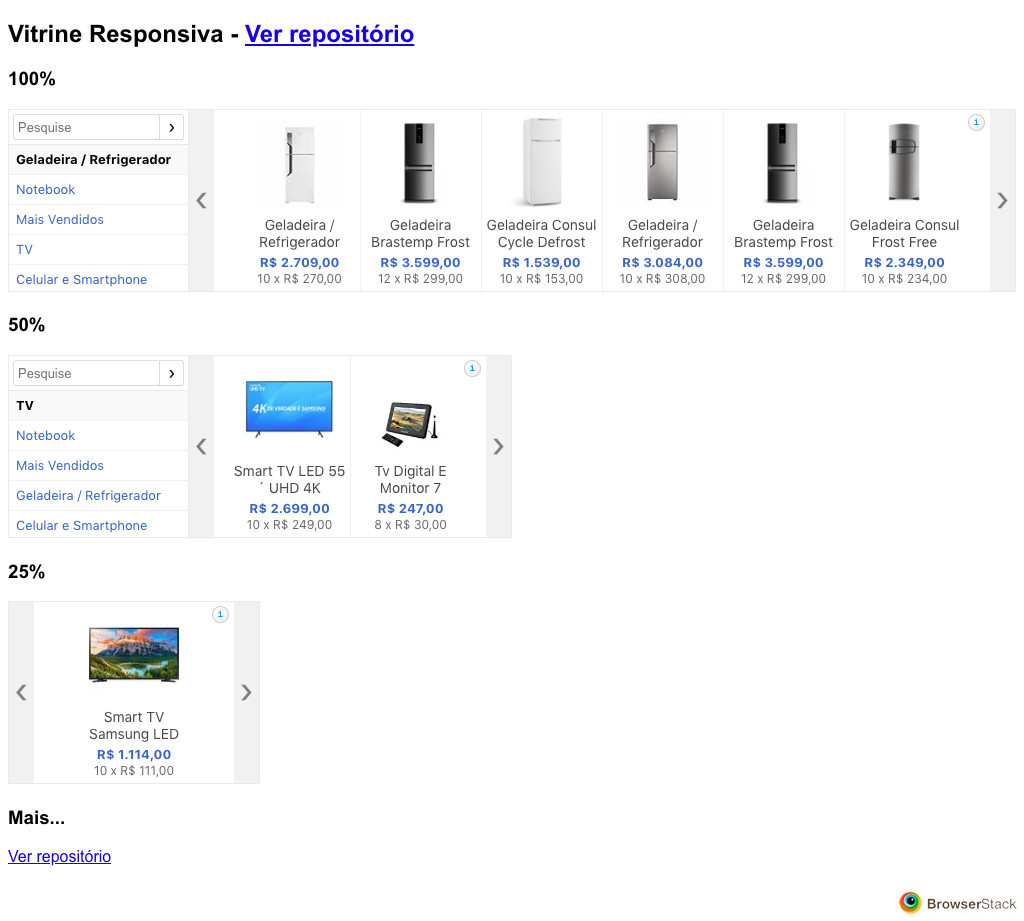 Vitrine Responsiva - Ver repositório
100%
Pesquise
Geladeira / Refrigerador
Notebook
Mais Vendidos
TV
Celular e Smartphone
Geladeira /
Refrigerador
R$ 2.709,00
10 x R$ 270,00
Geladeira
Brastemp Frost
R$ 3.599,00
12 x R$ 299,00
Geladeira Consul
Cycle Defrost
R$ 1.539,00
10 x R$ 153,00
Geladeira /
Refrigerador
R$ 3.084,00
10 x R$ 308,00
Geladeira
Brastemp Frost
R$ 3.599,00
12 x R$ 299,00
Geladeira Consul
Frost Free
R$ 2.349,00
10 x R$ 234,00
i
50%
Pesquise
TV
Notebook
Mais Vendidos
Geladeira / Refrigerador
Celular e Smartphone
UHD TV
4K DE VERDADE É SAMSUNG
Smart TV LED 55
´ UHD 4K
R$ 2.699,00
10 x R$ 249,00
Tv Digital E
Monitor 7
R$ 247,00
8 x R$ 30,00
i
25%
i
Smart TV
Samsung LED
R$ 1.114,00
10 x R$ 111,00
Mais...
Ver repositório
BrowserStack